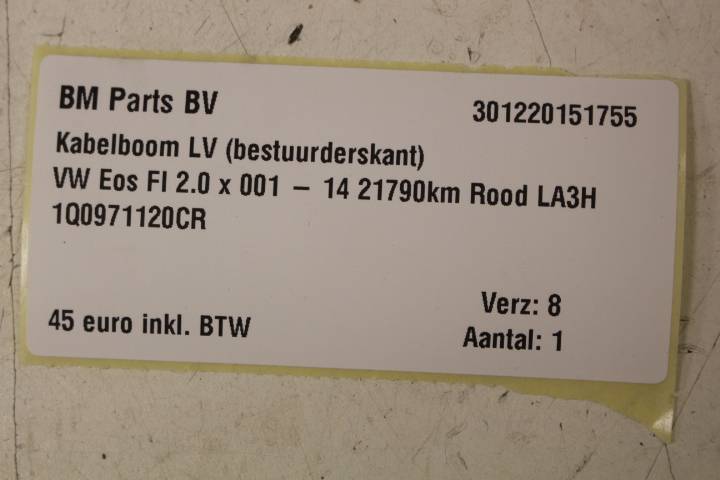 BM Parts BV 301220151755
Kabelboom LV (bestuurderskant)
VW Eos Fl 2.0 x 001 – 14 21790km Rood LA3H
1Q0971120CR
Verz: 8
45 euro inkl. BTW Aantal: 1